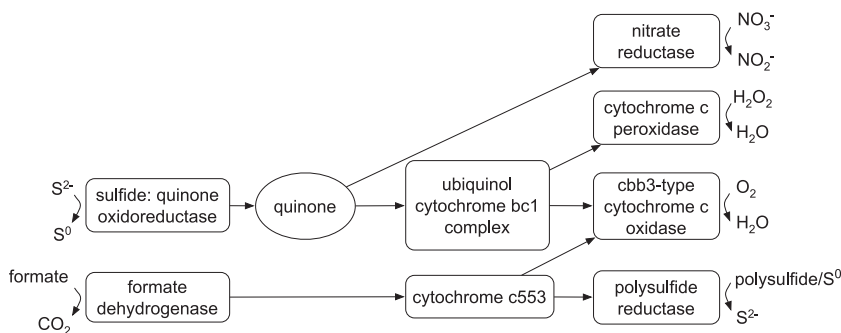 nitrate
reductase
NO₃⁻
NO₂⁻
cytochrome c
peroxidase
H₂O₂
H₂O
S²⁻
S⁰
sulfide: quinone
oxidoreductase
quinone
ubiquinol
cytochrome bc1
complex
cbb3-type
cytochrome c
oxidase
O₂
H₂O
formate
CO₂
formate
dehydrogenase
cytochrome c553
polysulfide
reductase
polysulfide/S⁰
S²⁻